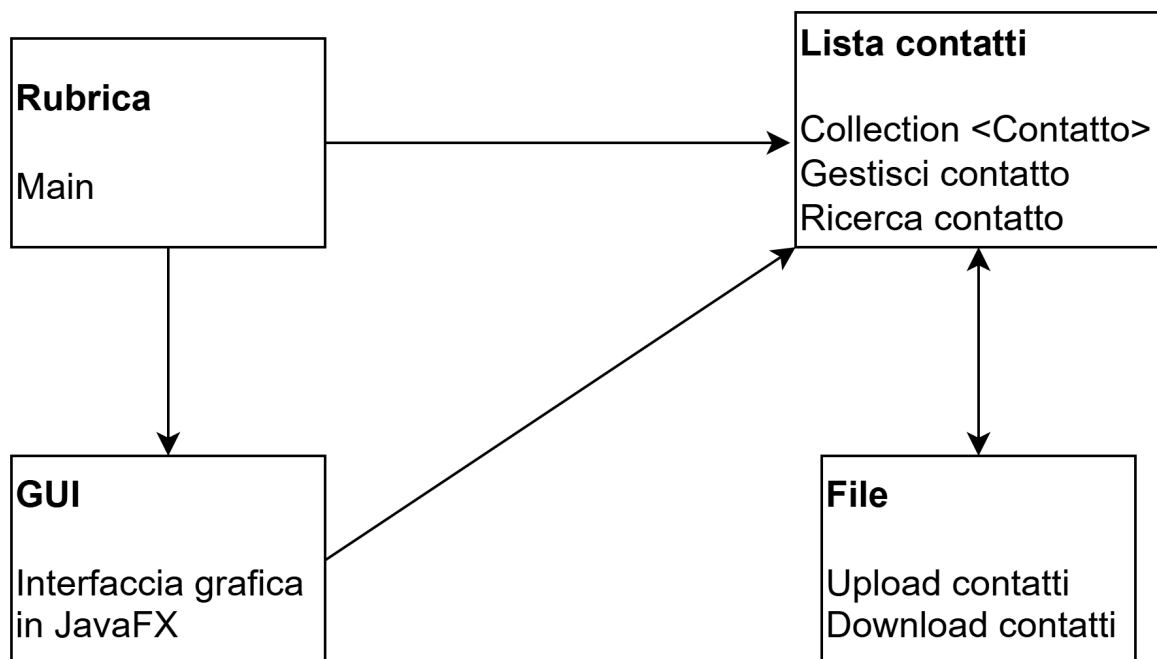 Rubrica
Main
Lista contatti
Collection <Contatto>
Gestisci contatto
Ricerca contatto
GUI
Interfaccia grafica
in JavaFX
File
Upload contatti
Download contatti